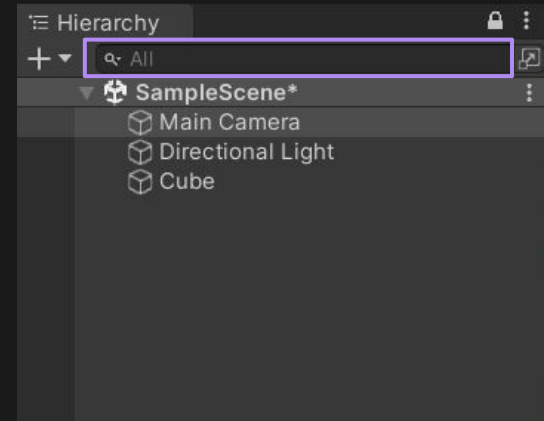 Hierarchy
All
SampleScene*
Main Camera
Directional Light
Cube